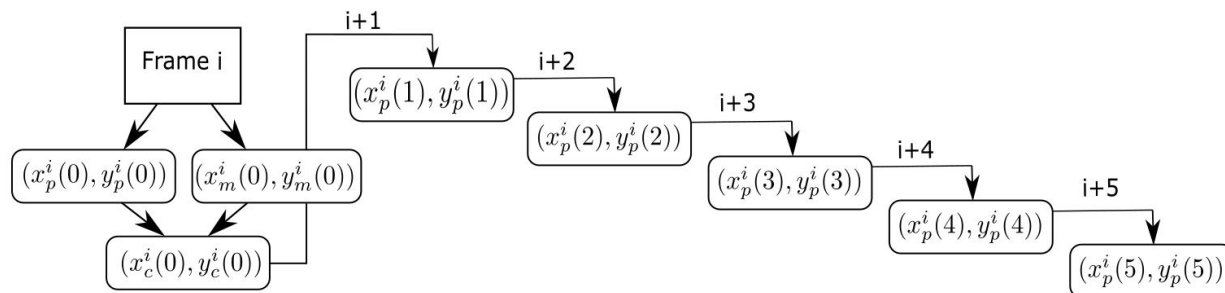 Frame i
i+1
i+2
i+3
i+4
i+5
$(x_p^i(0), y_p^i(0))$
$(x_m^i(0), y_m^i(0))$
$(x_c^i(0), y_c^i(0))$
$(x_p^i(1), y_p^i(1))$
$(x_p^i(2), y_p^i(2))$
$(x_p^i(3), y_p^i(3))$
$(x_p^i(4), y_p^i(4))$
$(x_p^i(5), y_p^i(5))$